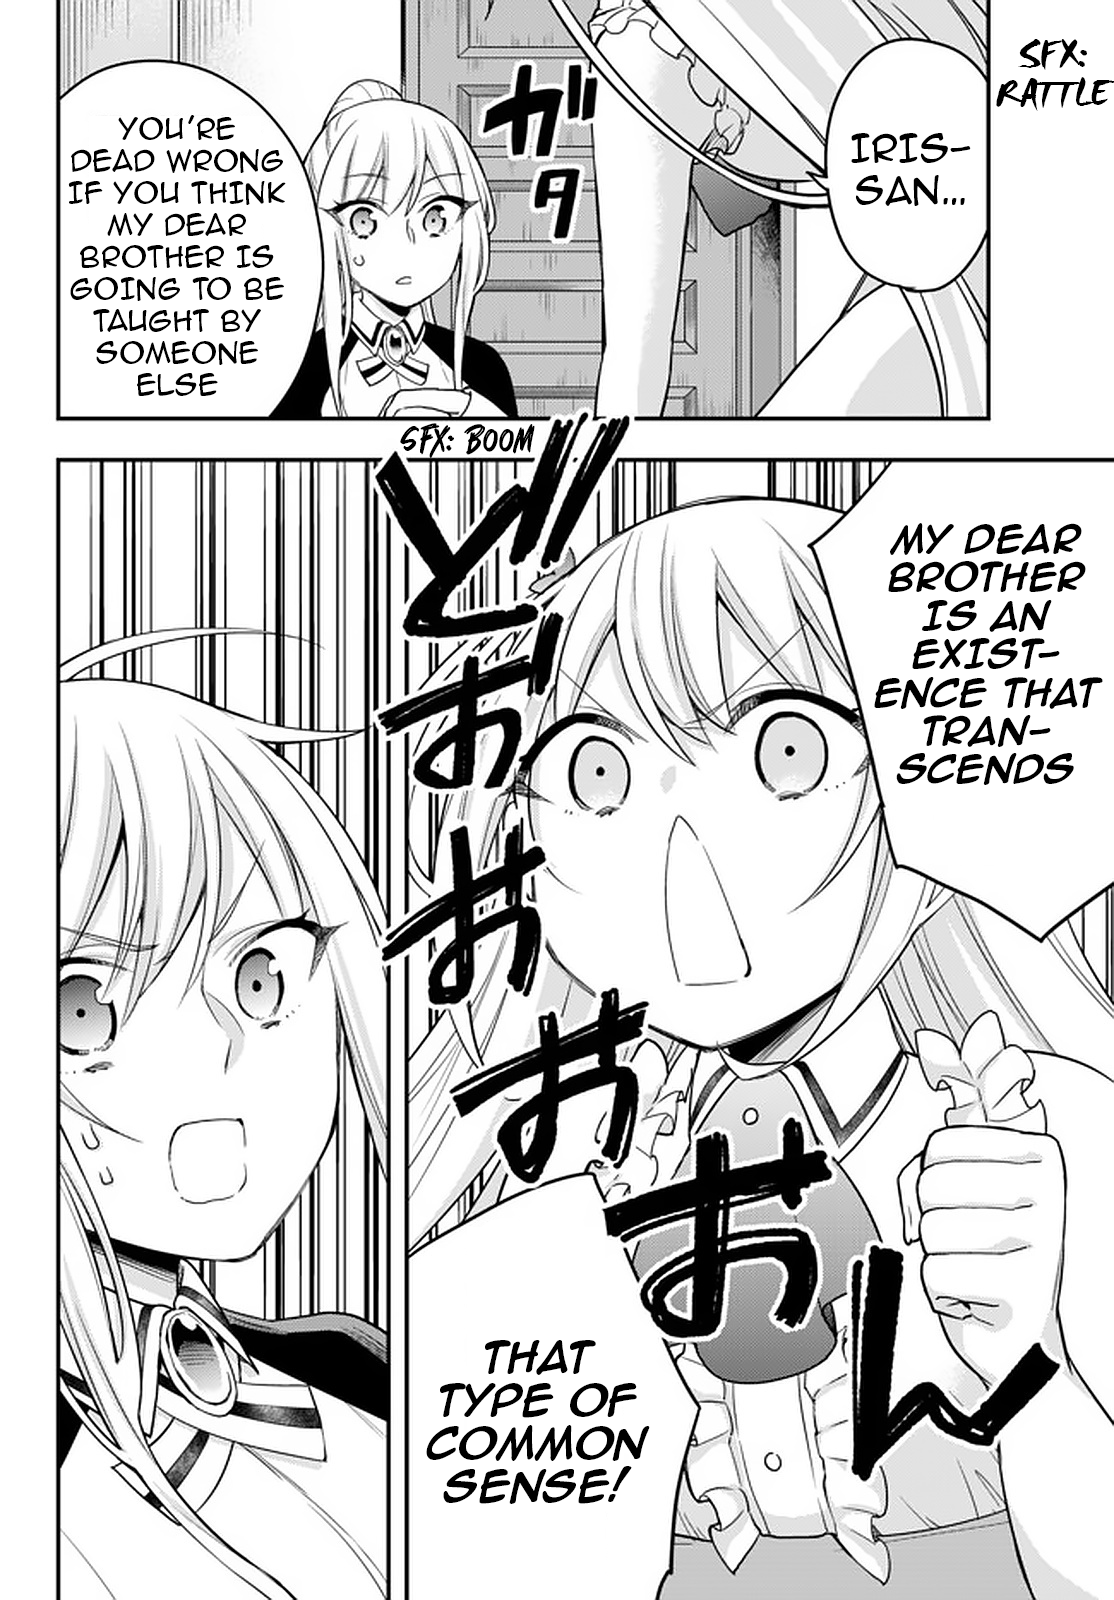 SFX:
RATTLE
IRIS-
SAN...
ガタ
YOU'RE
DEAD WRONG
IF YOU THINK
MY DEAR
BROTHER IS
GOING TO BE
TAUGHT BY
SOMEONE
ELSE
SFX: BOOM
MY DEAR
BROTHER
IS AN
EXIST-
ENCE THAT
TRAN-
SCENDS
どおおおおん!!
THAT
TYPE OF
COMMON
SENSE!